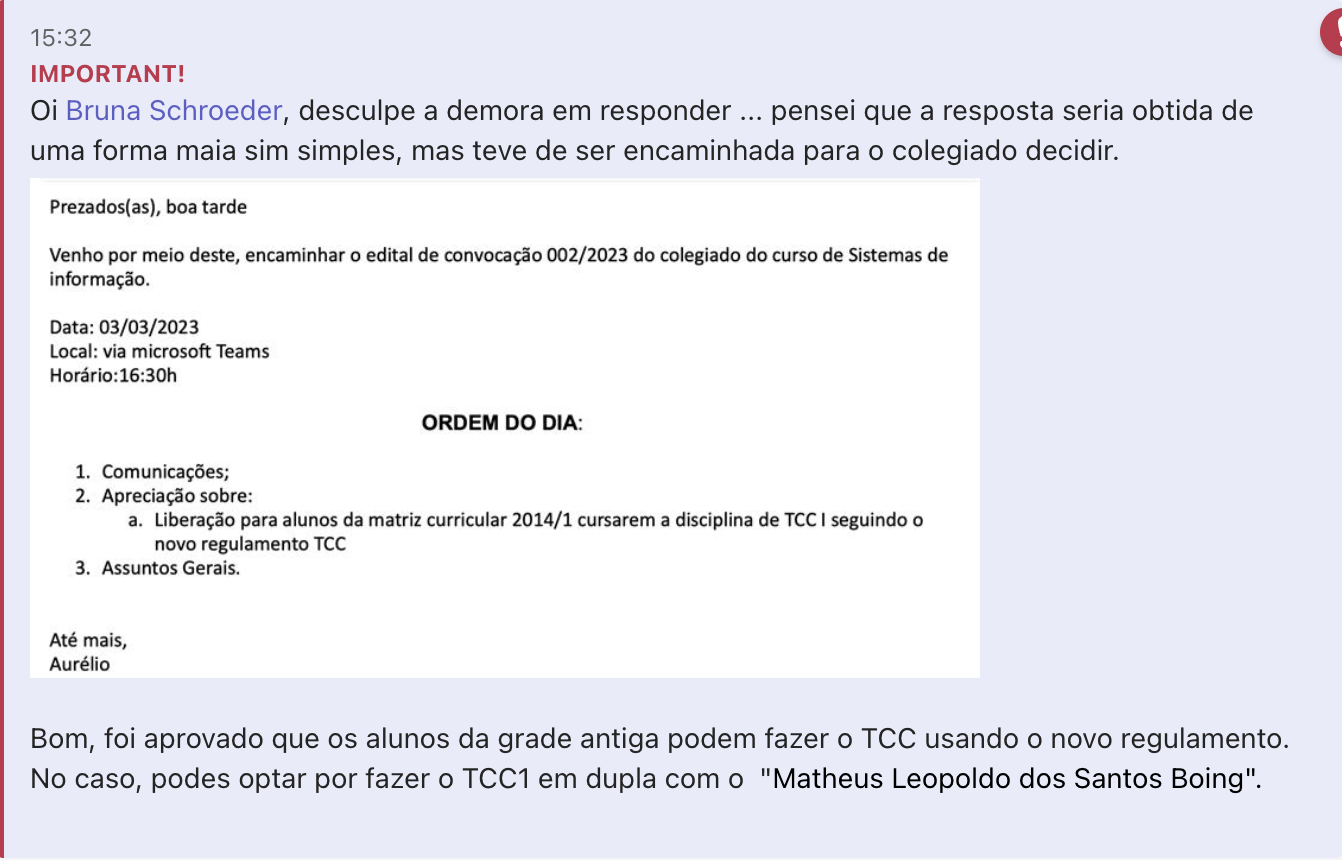 15:32
IMPORTANT!
Oi Bruna Schroeder, desculpe a demora em responder ... pensei que a resposta seria obtida de
uma forma maia sim simples, mas teve de ser encaminhada para o colegiado decidir.
Prezados(as), boa tarde
Venho por meio deste, encaminhar o edital de convocação 002/2023 do colegiado do curso de Sistemas de
informação.
Data: 03/03/2023
Local: via microsoft Teams
Horário:16:30h
ORDEM DO DIA:
1. Comunicações;
2. Apreciação sobre:
a. Liberação para alunos da matriz curricular 2014/1 cursarem a disciplina de TCC I seguindo o
novo regulamento TCC
3. Assuntos Gerais.
Até mais,
Aurélio
Bom, foi aprovado que os alunos da grade antiga podem fazer o TCC usando o novo regulamento.
No caso, podes optar por fazer o TCC1 em dupla com o "Matheus Leopoldo dos Santos Boing".